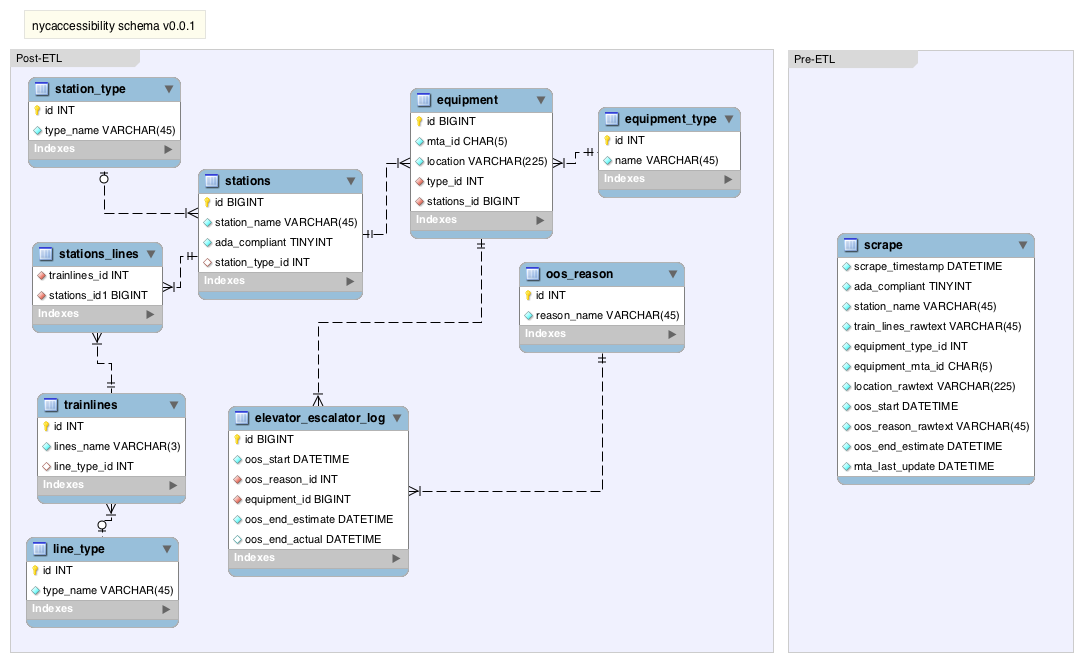 nycaccessibility schema v0.0.1
Post-ETL
station_type
id INT
type_name VARCHAR(45)
Indexes
stations
id BIGINT
station_name VARCHAR(45)
ada_compliant TINYINT
station_type_id INT
Indexes
stations_lines
trainlines_id INT
stations_id1 BIGINT
Indexes
trainlines
id INT
lines_name VARCHAR(3)
line_type_id INT
Indexes
line_type
id INT
type_name VARCHAR(45)
Indexes
equipment
id BIGINT
mta_id CHAR(5)
location VARCHAR(225)
type_id INT
stations_id BIGINT
Indexes
equipment_type
id INT
name VARCHAR(45)
Indexes
oos_reason
id INT
reason_name VARCHAR(45)
Indexes
elevator_escalator_log
id BIGINT
oos_start DATETIME
oos_reason_id INT
equipment_id BIGINT
oos_end_estimate DATETIME
oos_end_actual DATETIME
Indexes
Pre-ETL
scrape
scrape_timestamp DATETIME
ada_compliant TINYINT
station_name VARCHAR(45)
train_lines_rawtext VARCHAR(45)
equipment_type_id INT
equipment_mta_id CHAR(5)
location_rawtext VARCHAR(225)
oos_start DATETIME
oos_reason_rawtext VARCHAR(45)
oos_end_estimate DATETIME
mta_last_update DATETIME